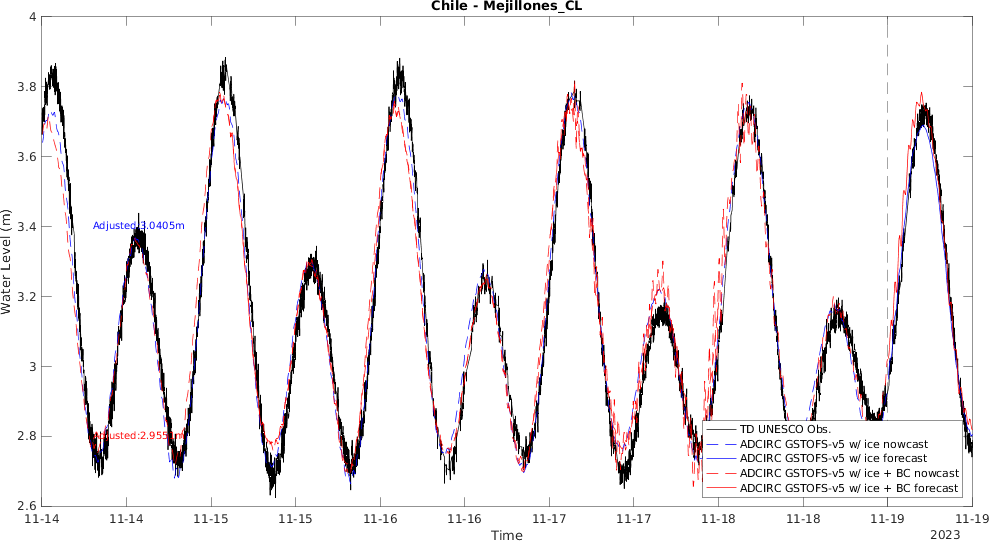 Chile - Mejillones_CL
4
3.8
3.6
3.4
3.2
3
2.8
2.6
Water Level (m)
Adjusted:3.0405m
TD UNESCO Obs.
ADCIRC GSTOFS-v5 w/ ice nowcast
ADCIRC GSTOFS-v5 w/ ice forecast
ADCIRC GSTOFS-v5 w/ ice + BC nowcast
ADCIRC GSTOFS-v5 w/ ice + BC forecast
11-14 11-14 11-15 11-15 11-16 11-16 11-17 11-17 11-18 11-18 11-19 11-19
Time
2023